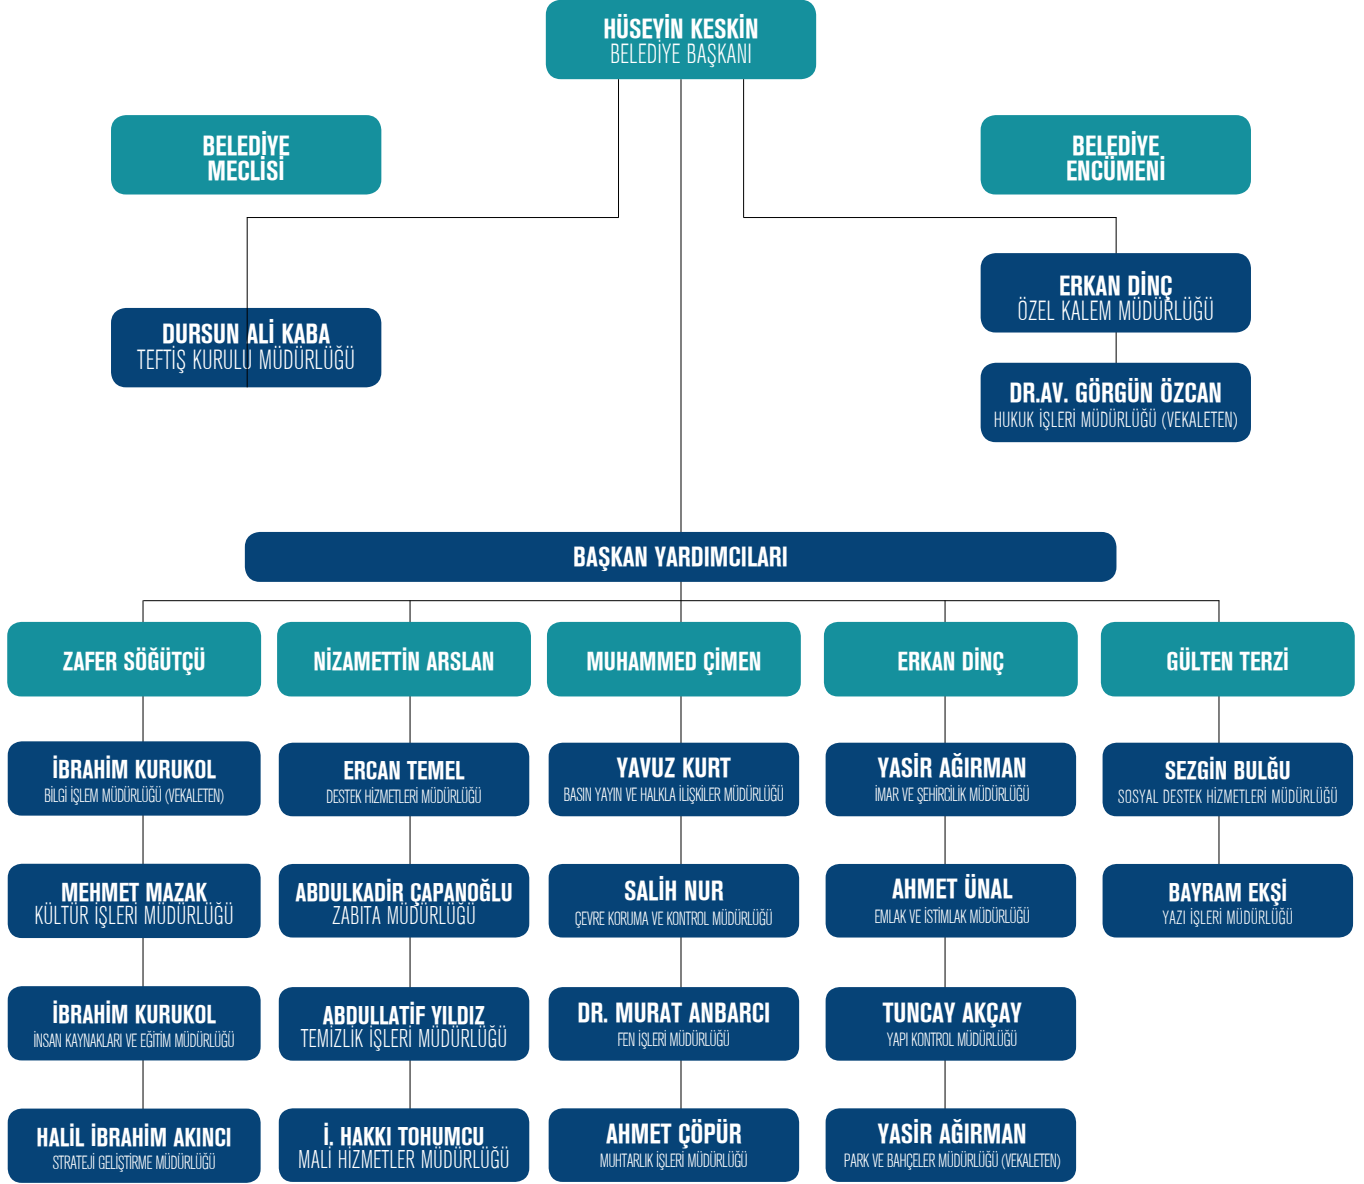 HÜSEYİN KESKİN
BELEDİYE BAŞKANI
BELEDİYE
MECLİSİ
BELEDİYE
ENCÜMENİ
DURSUN ALİ KABA
TEFTİŞ KURULU MÜDÜRLÜĞÜ
ERKAN DİNÇ
ÖZEL KALEM MÜDÜRLÜĞÜ
DR.AV. GÖRGÜN ÖZCAN
HUKUK İŞLERİ MÜDÜRLÜĞÜ (VEKALETEN)
BAŞKAN YARDIMCILARI
ZAFER SÖĞÜTÇÜ
NİZAMETTİN ARSLAN
MUHAMMED ÇİMEN
ERKAN DİNÇ
GÜLTEN TERZİ
İBRAHİM KURUKOL
BİLGİ İŞLEM MÜDÜRLÜĞÜ (VEKALETEN)
ERCAN TEMEL
DESTEK HİZMETLERİ MÜDÜRLÜĞÜ
YAVUZ KURT
BASIN YAYIN VE HALKLA İLİŞKİLER MÜDÜRLÜĞÜ
YASİR AĞIRMAN
İMAR VE ŞEHİRCİLİK MÜDÜRLÜĞÜ
SEZGİN BULĞU
SOSYAL DESTEK HİZMETLERİ MÜDÜRLÜĞÜ
MEHMET MAZAK
KÜLTÜR İŞLERİ MÜDÜRLÜĞÜ
ABDULKADİR ÇAPANOĞLU
ZABITA MÜDÜRLÜĞÜ
SALİH NUR
ÇEVRE KORUMA VE KONTROL MÜDÜRLÜĞÜ
AHMET ÜNAL
EMLAK VE İSTİMLAK MÜDÜRLÜĞÜ
BAYRAM EKŞİ
YAZI İŞLERİ MÜDÜRLÜĞÜ
İBRAHİM KURUKOL
İNSAN KAYNAKLARI VE EĞİTİM MÜDÜRLÜĞÜ
ABDULLATİF YILDIZ
TEMİZLİK İŞLERİ MÜDÜRLÜĞÜ
DR. MURAT ANBARCI
FEN İŞLERİ MÜDÜRLÜĞÜ
TUNCAY AKÇAY
YAPI KONTROL MÜDÜRLÜĞÜ
HALİL İBRAHİM AKINCI
STRATEJİ GELİŞTİRME MÜDÜRLÜĞÜ
İ. HAKKI TOHUMCU
MALİ HİZMETLER MÜDÜRLÜĞÜ
AHMET ÇÖPÜR
MUHTARLIK İŞLERİ MÜDÜRLÜĞÜ
YASİR AĞIRMAN
PARK VE BAHÇELER MÜDÜRLÜĞÜ (VEKALETEN)